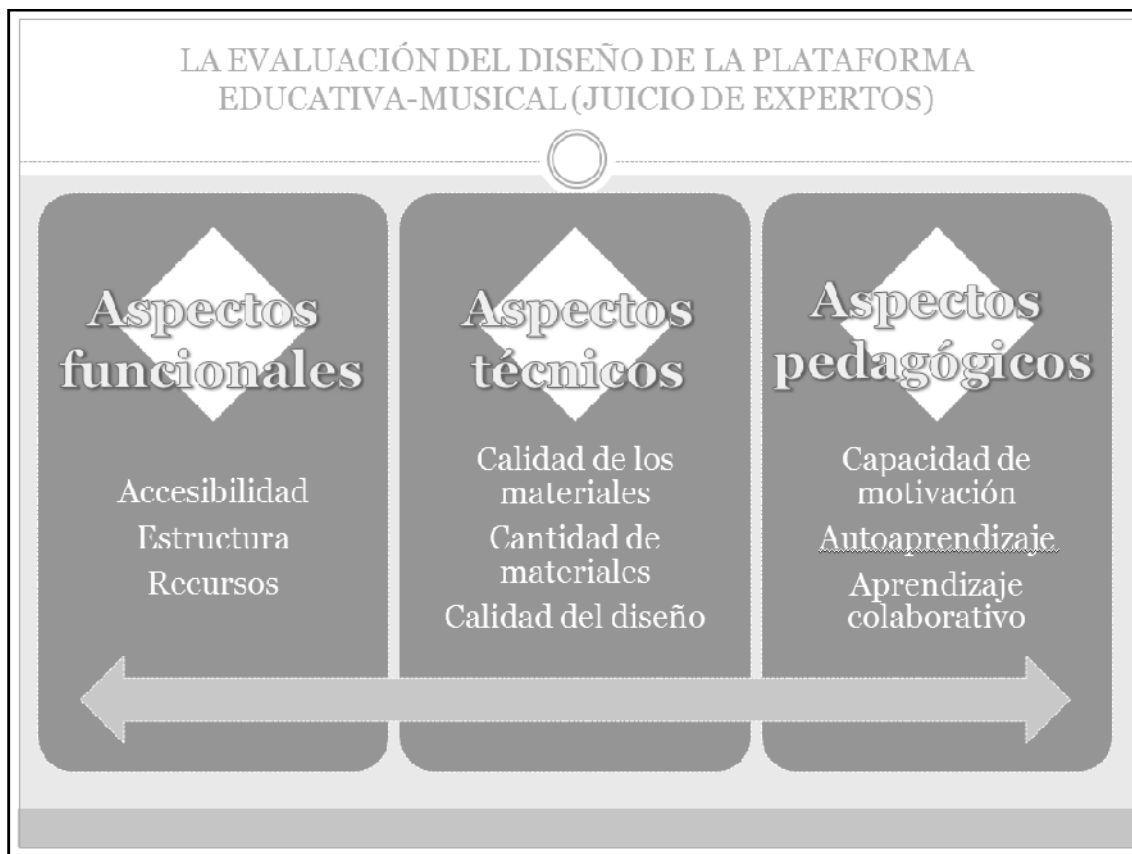 LA EVALUACIÓN DEL DISEÑO DE LA PLATAFORMA
EDUCATIVA-MUSICAL (JUICIO DE EXPERTOS)
Aspectos
funcionales
Accesibilidad
Estructura
Recursos
Aspectos
técnicos
Calidad de los
materiales
Cantidad de
materiales
Calidad del diseño
Aspectos
pedagógicos
Capacidad de
motivación
Autoaprendizaje
Aprendizaje
colaborativo